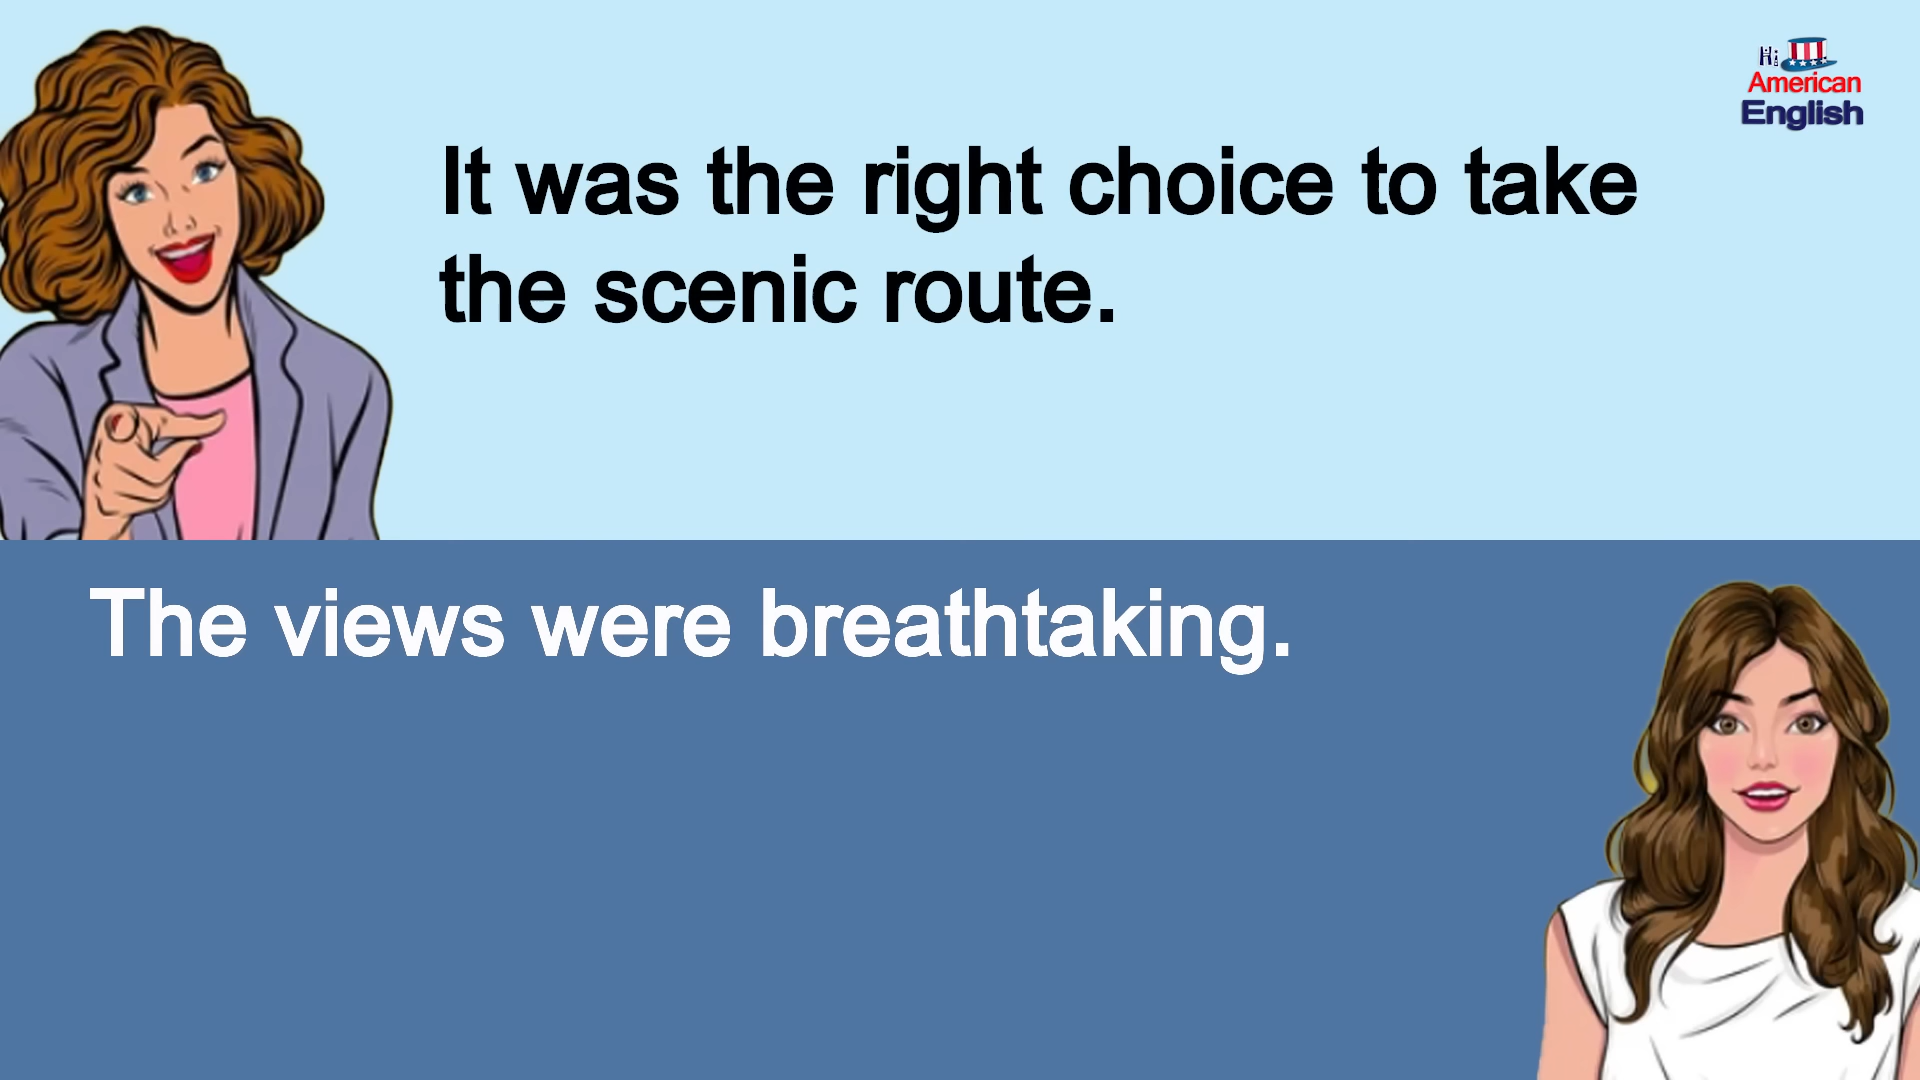 Hi
American
English
It was the right choice to take
the scenic route.
The views were breathtaking.